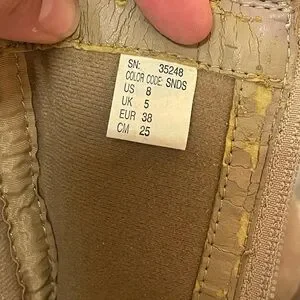 SN: 35248
COLOR CODE: SNDS
US 8
UK 5
EUR 38
CM 25